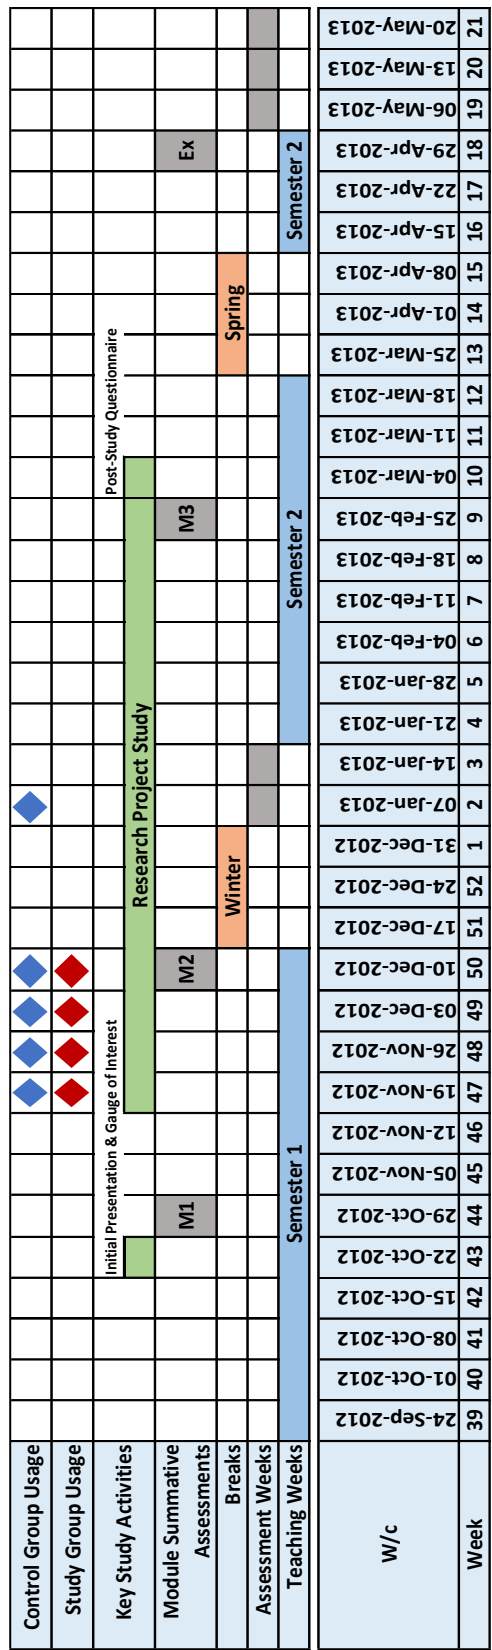 Control Group Usage
Study Group Usage
Key Study Activities
Initial Presentation & Gauge of Interest
Post-Study Questionnaire
Research Project Study
Module Summative
Assessments
M1
M2
M3
Ex
Breaks
Winter
Spring
Assessment Weeks
Teaching Weeks
Semester 1
Semester 2
Semester 2
W/c
24-Sep-2012
01-Oct-2012
08-Oct-2012
15-Oct-2012
22-Oct-2012
29-Oct-2012
05-Nov-2012
12-Nov-2012
19-Nov-2012
26-Nov-2012
03-Dec-2012
10-Dec-2012
17-Dec-2012
24-Dec-2012
31-Dec-2012
07-Jan-2013
14-Jan-2013
21-Jan-2013
28-Jan-2013
04-Feb-2013
11-Feb-2013
18-Feb-2013
25-Feb-2013
04-Mar-2013
11-Mar-2013
18-Mar-2013
25-Mar-2013
01-Apr-2013
08-Apr-2013
15-Apr-2013
22-Apr-2013
29-Apr-2013
06-May-2013
13-May-2013
20-May-2013
Week
39
40
41
42
43
44
45
46
47
48
49
50
51
52
1
2
3
4
5
6
7
8
9
10
11
12
13
14
15
16
17
18
19
20
21